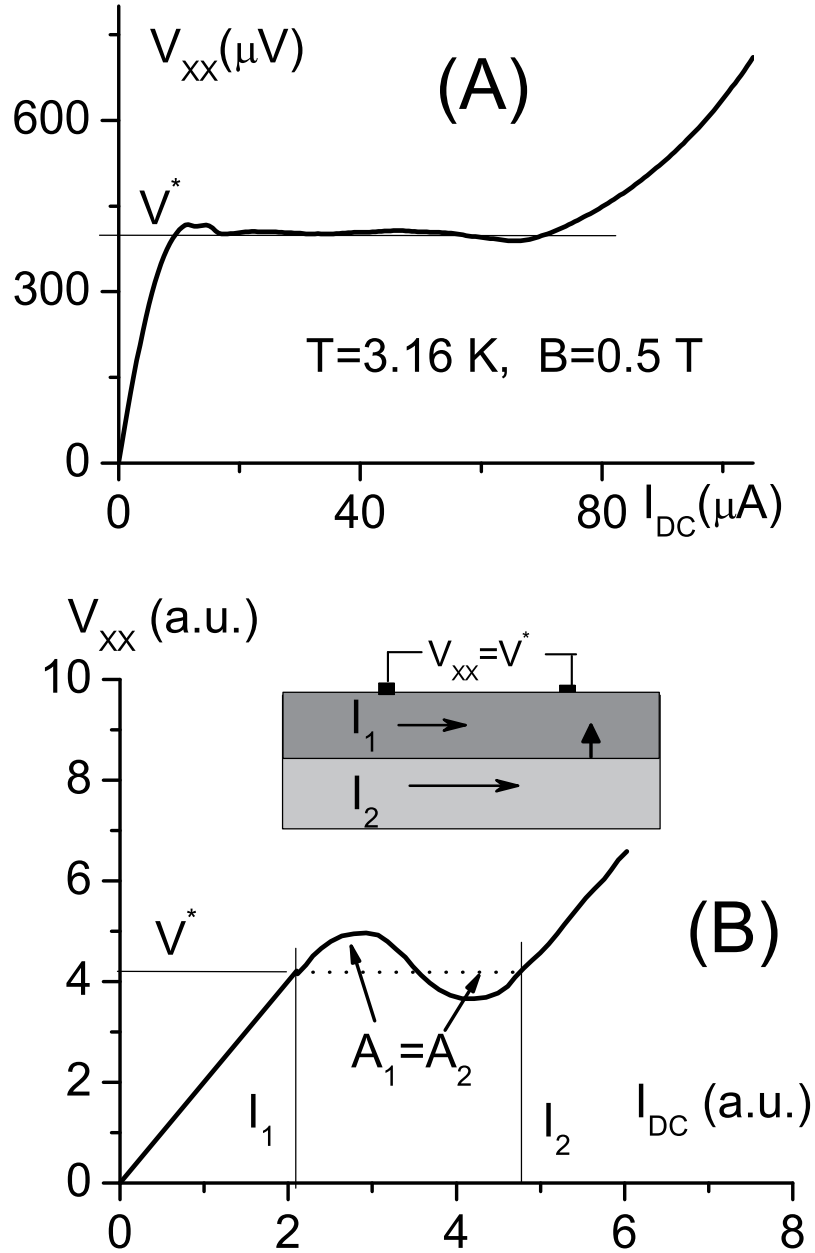 V_XX(μV)
(A)
600
V*
300
T=3.16 K, B=0.5 T
0
0 40 80 I_DC(μA)
V_XX (a.u.)
10
V_XX=V*
I_1
8
I_2
6
(B)
V*
4
A_1=A_2
2
I_1 I_2 I_DC (a.u.)
0
0 2 4 6 8